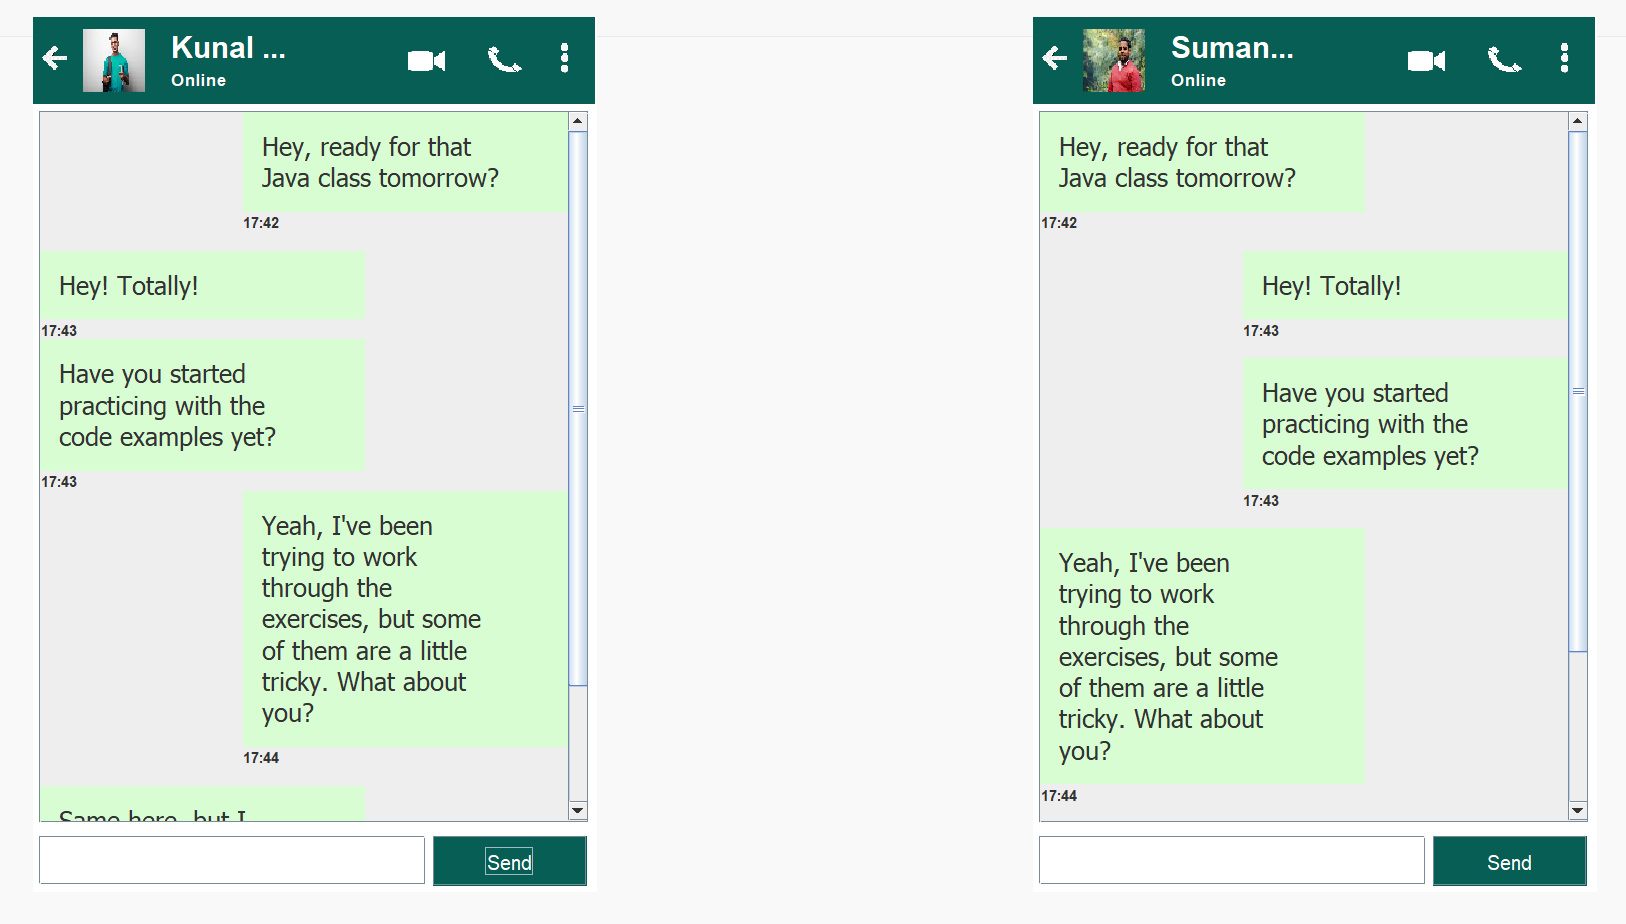 Kunal ...
Online
Hey, ready for that
Java class tomorrow?
17:42
Hey! Totally!
17:43
Have you started
practicing with the
code examples yet?
17:43
Yeah, I've been
trying to work
through the
exercises, but some
of them are a little
tricky. What about
you?
17:44
Same here, but I
Send
Suman...
Online
Hey, ready for that
Java class tomorrow?
17:42
Hey! Totally!
17:43
Have you started
practicing with the
code examples yet?
17:43
Yeah, I've been
trying to work
through the
exercises, but some
of them are a little
tricky. What about
you?
17:44
Send